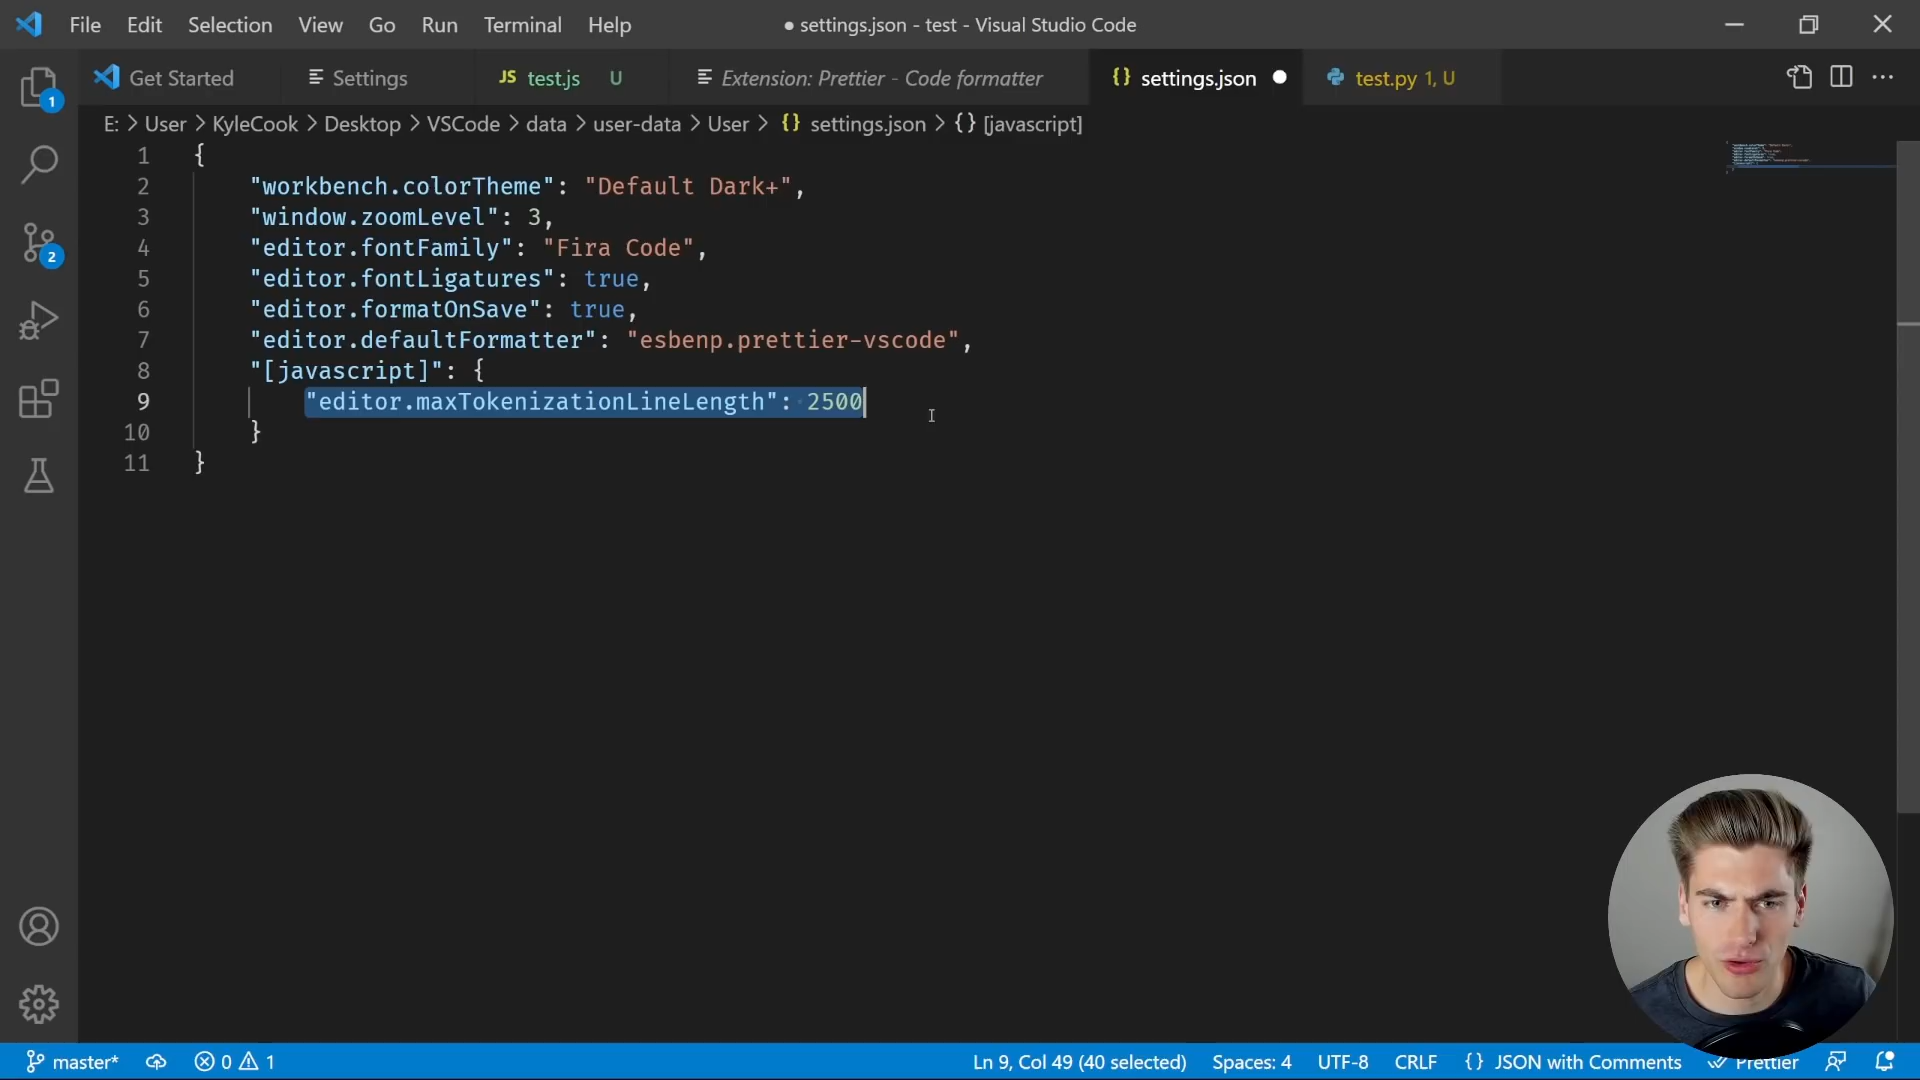 File Edit Selection View Go Run Terminal Help ● settings.json - test - Visual Studio Code
Get Started Settings JS test.js U Extension: Prettier - Code formatter {} settings.json ● test.py 1, U
E: > User > KyleCook > Desktop > VSCode > data > user-data > User > {} settings.json > {} [javascript]
1 {
2 "workbench.colorTheme": "Default Dark+",
3 "window.zoomLevel": 3,
4 "editor.fontFamily": "Fira Code",
5 "editor.fontLigatures": true,
6 "editor.formatOnSave": true,
7 "editor.defaultFormatter": "esbenp.prettier-vscode",
8 "[javascript]": {
9 "editor.maxTokenizationLineLength": 2500
10 }
11 }
1
2
master* 0 1 Ln 9, Col 49 (40 selected) Spaces: 4 UTF-8 CRLF {} JSON with Comments Prettier